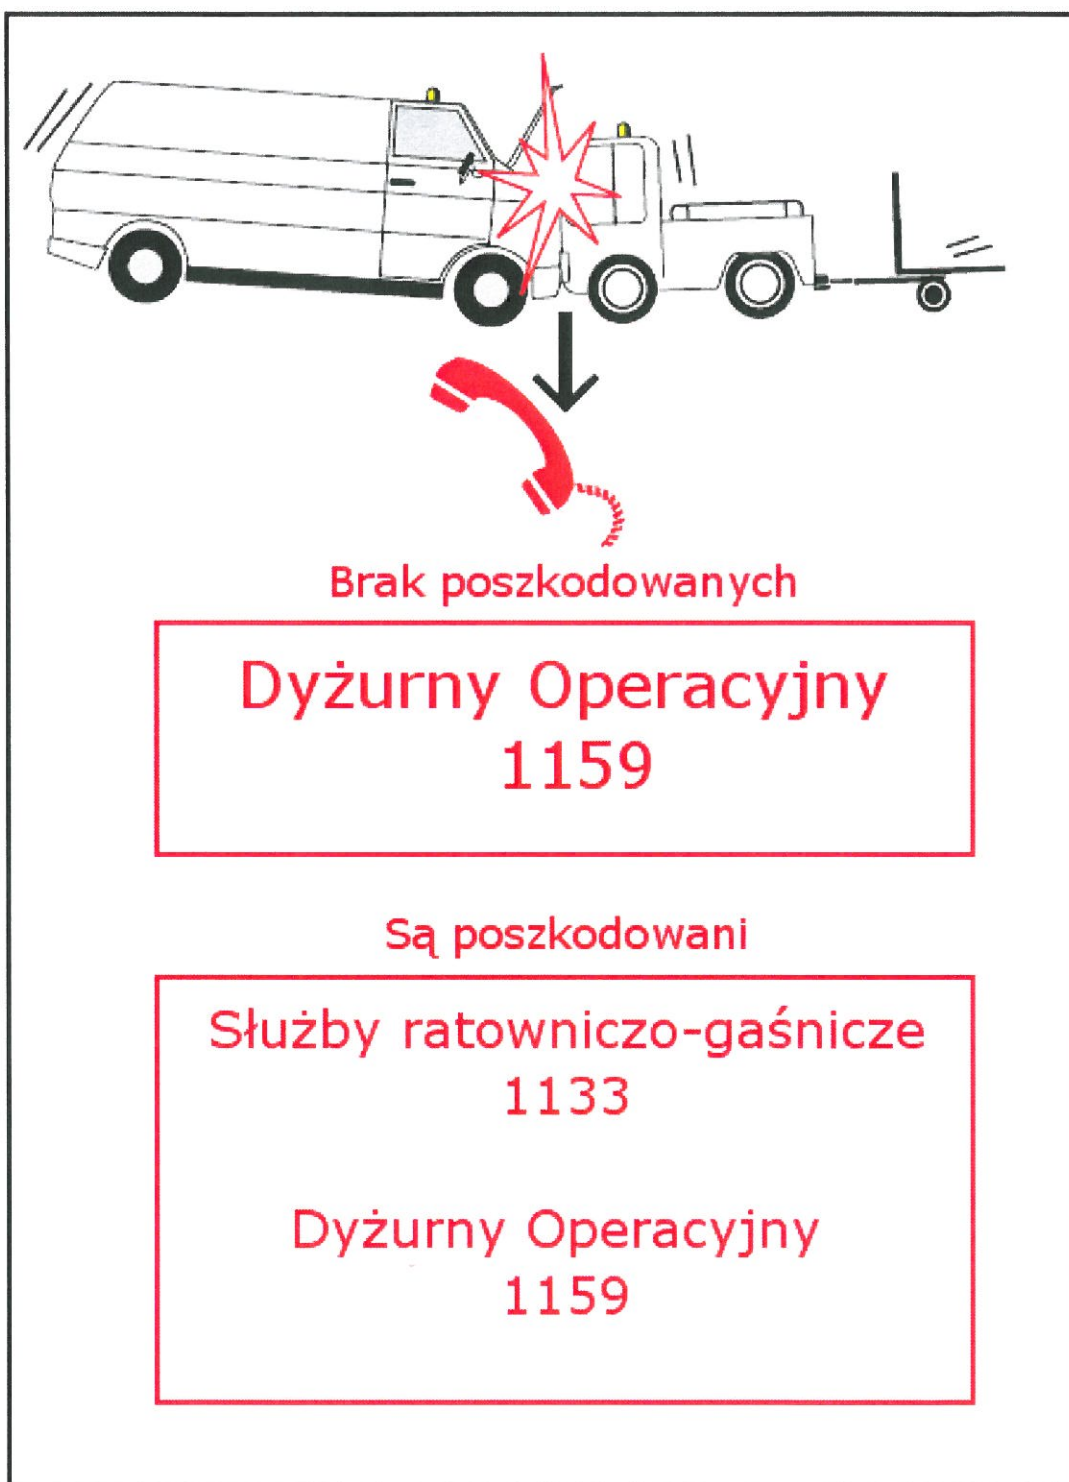 Brak poszkodowanych
Dyżurny Operacyjny
1159
Są poszkodowani
Służby ratowniczo-gaśnicze
1133
Dyżurny Operacyjny
1159